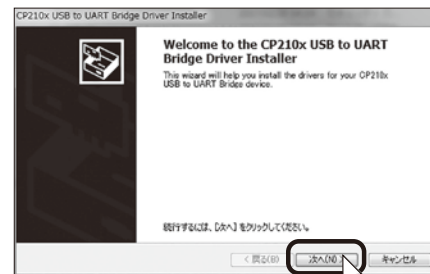 CP210x USB to UART Bridge Driver Installer
Welcome to the CP210x USB to UART
Bridge Driver Installer
This wizard will help you install the drivers for your CP210x
USB to UART Bridge device.
続行するには、[次へ] をクリックしてください。
< 戻る(B)
次へ(N) >
キャンセル